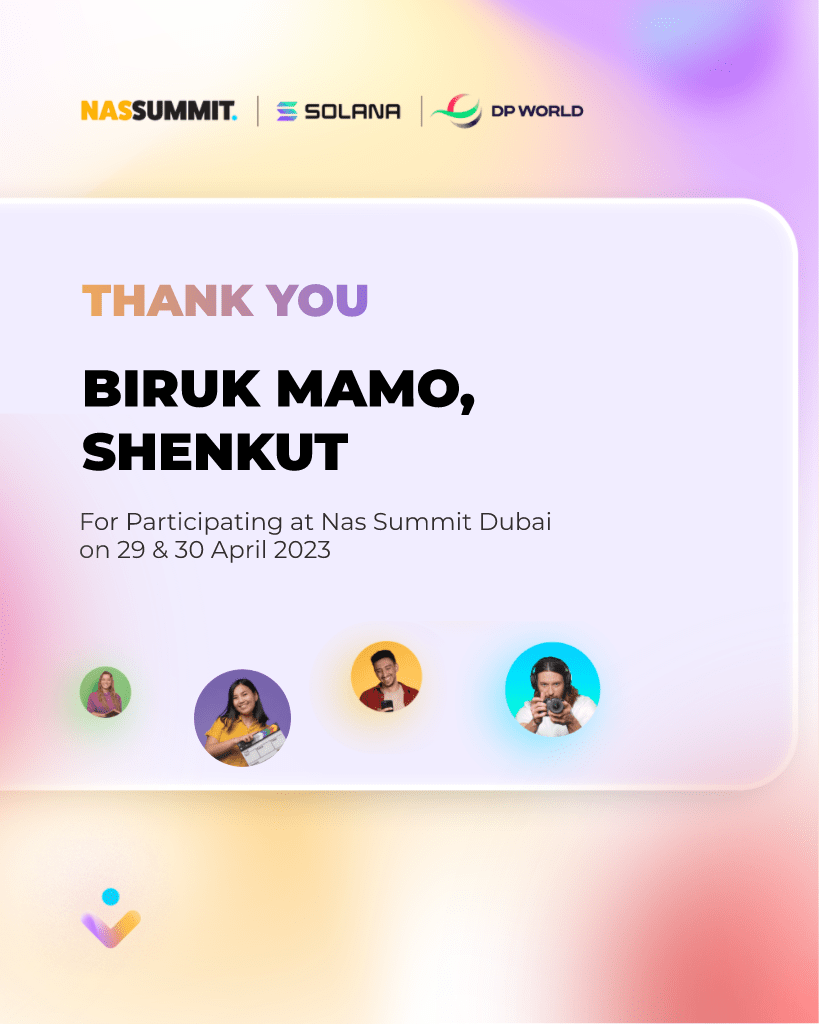 NASSUMMIT. | SOLANA | DP WORLD
THANK YOU
BIRUK MAMO,
SHENKUT
For Participating at Nas Summit Dubai
on 29 & 30 April 2023